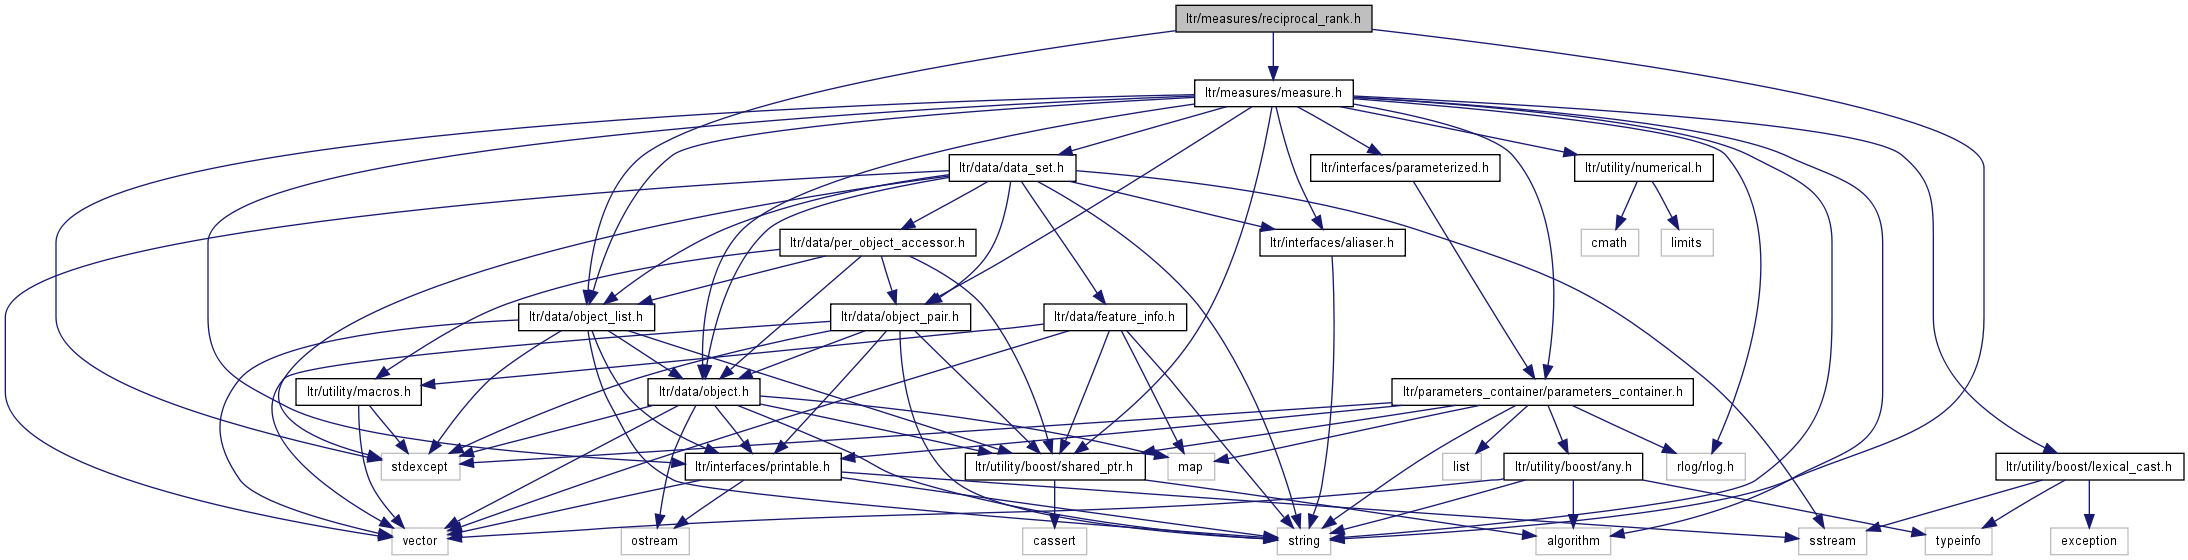 ltr/measures/reciprocal_rank.h
ltr/measures/measure.h
ltr/data/data_set.h
ltr/interfaces/parameterized.h
ltr/utility/numerical.h
ltr/data/per_object_accessor.h
ltr/interfaces/aliaser.h
cmath
limits
ltr/data/object_list.h
ltr/data/object_pair.h
ltr/data/feature_info.h
ltr/utility/macros.h
ltr/data/object.h
ltr/parameters_container/parameters_container.h
stdexcept
ltr/interfaces/printable.h
ltr/utility/boost/shared_ptr.h
map
list
ltr/utility/boost/any.h
rlog/rlog.h
ltr/utility/boost/lexical_cast.h
vector
ostream
cassert
string
algorithm
sstream
typeinfo
exception